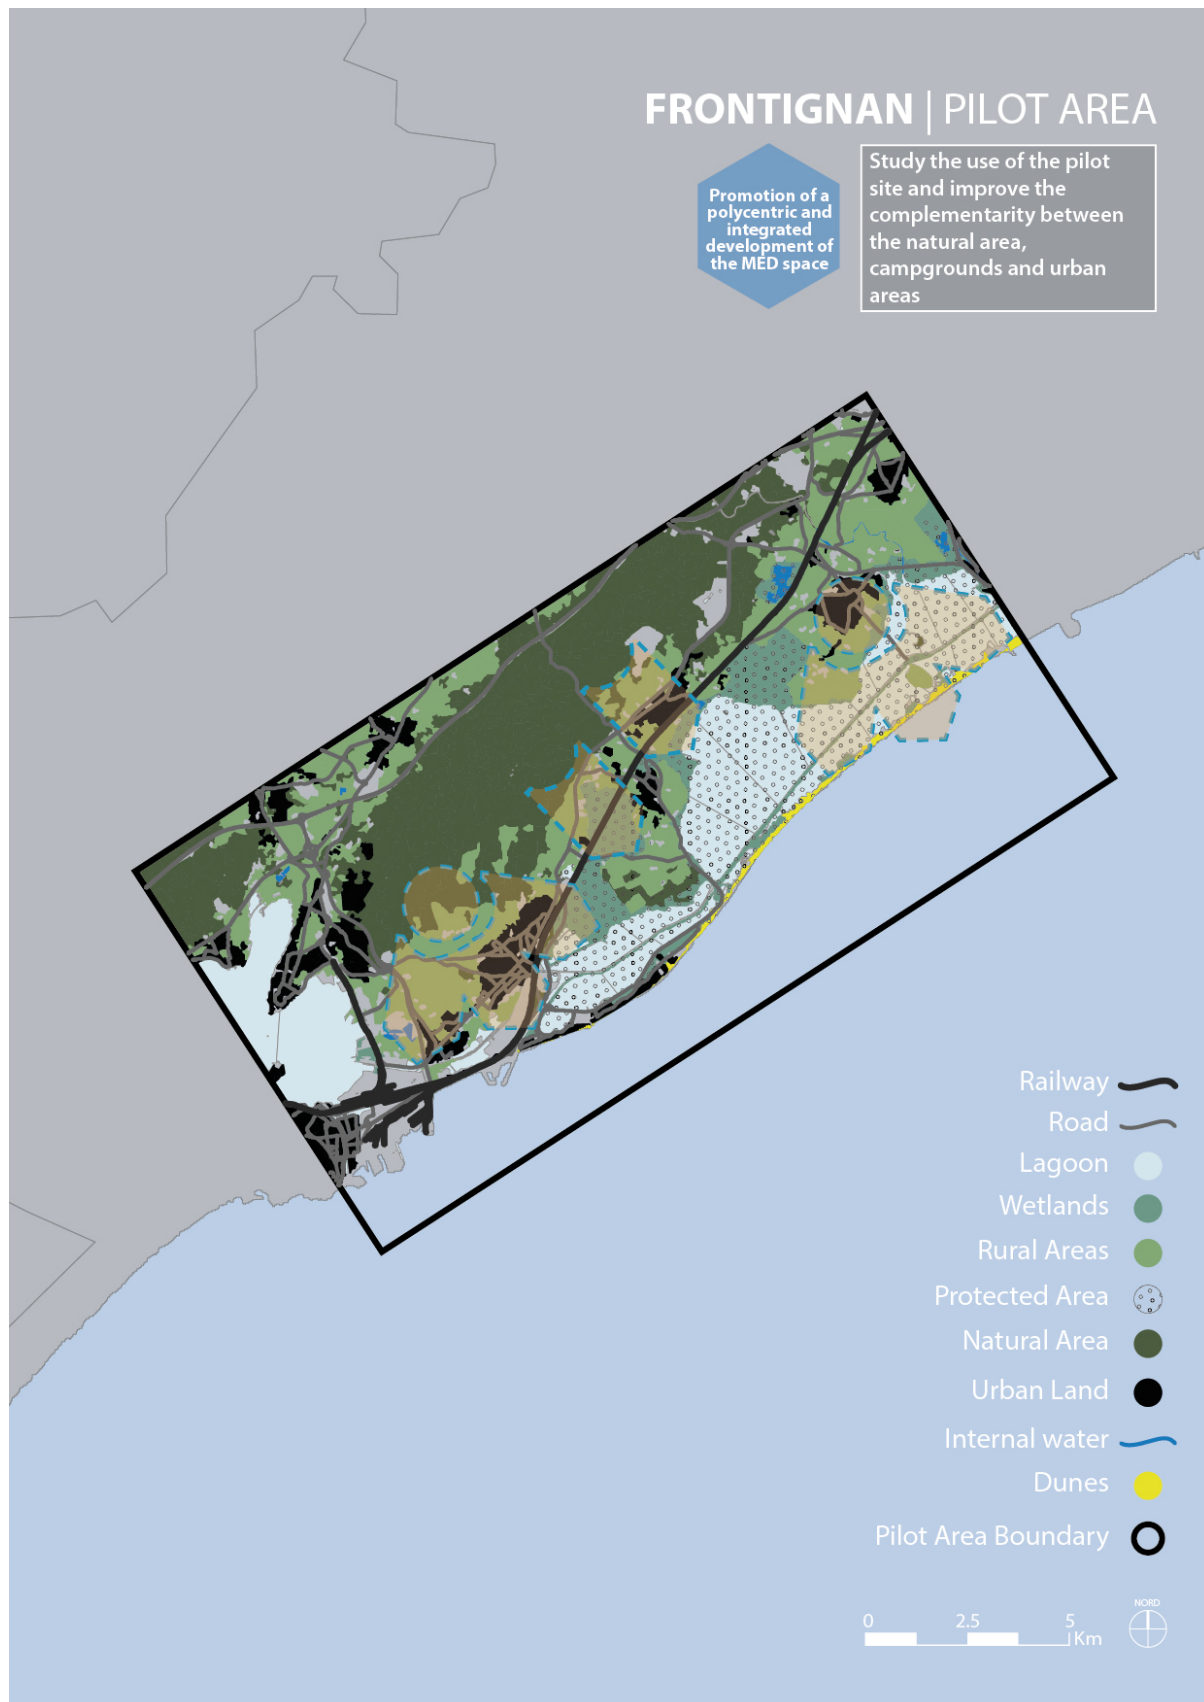 FRONTIGNAN | PILOT AREA
Promotion of a
polycentric and
integrated
development of
the MED space
Study the use of the pilot
site and improve the
complementarity between
the natural area,
campgrounds and urban
areas
Railway
Road
Lagoon
Wetlands
Rural Areas
Protected Area
Natural Area
Urban Land
Internal water
Dunes
Pilot Area Boundary
NORD
0 2.5 5
Km